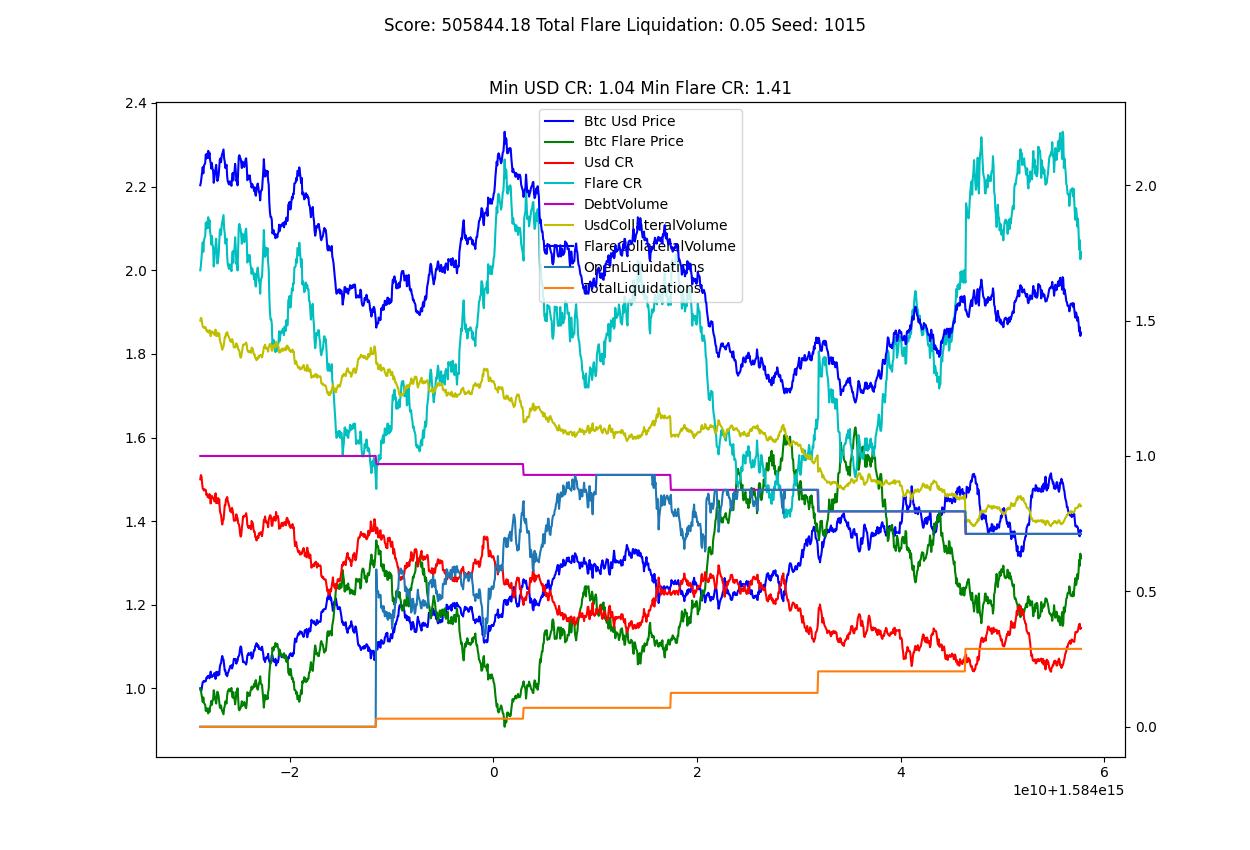 Score: 505844.18 Total Flare Liquidation: 0.05 Seed: 1015
Min USD CR: 1.04 Min Flare CR: 1.41
Btc Usd Price
Btc Flare Price
Usd CR
Flare CR
DebtVolume
UsdCollateralVolume
FlareCollateralVolume
OpenLiquidations
TotalLiquidations
2.4
2.2
2.0
1.8
1.6
1.4
1.2
1.0
2.0
1.5
1.0
0.5
0.0
−2
0
2
4
6
1e10+1.584e15